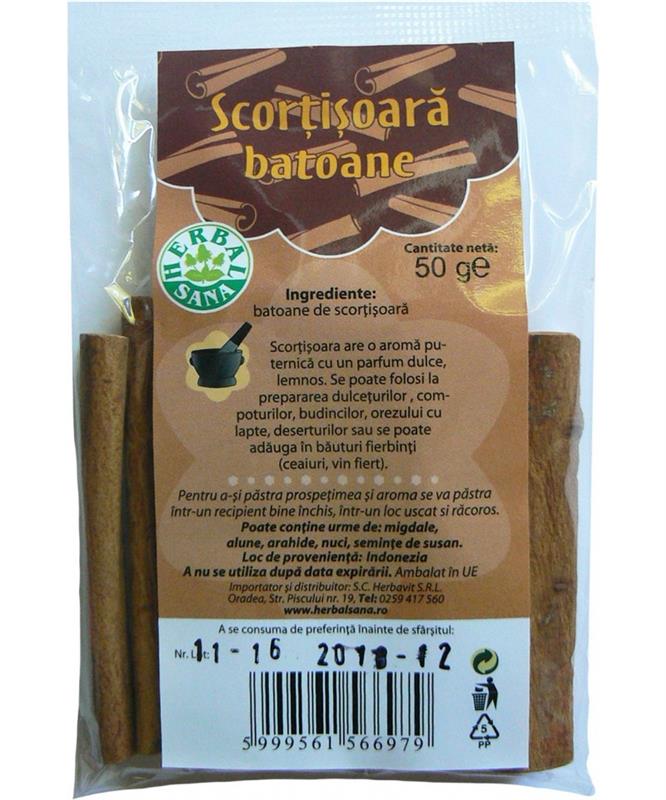 Scorțișoară
batoane
HERBAL
SANA
Cantitate netă:
50 ge
Ingrediente:
batoane de scorțișoară
Scorțișoara are o aromă pu-
ternică cu un parfum dulce,
lemnos. Se poate folosi la
prepararea dulcețurilor , com-
poturilor, budincilor, orezului cu
lapte, deserturilor sau se poate
adăuga în băuturi fierbinți
(ceaiuri, vin fiert).
Pentru a-și păstra prospețimea și aroma se va păstra
într-un recipient bine închis, într-un loc uscat si răcoros.
Poate conține urme de: migdale,
alune, arahide, nuci, semințe de susan.
Loc de proveniență: Indonezia
A nu se utiliza după data expirării. Ambalat în UE
Importator și distribuitor: S.C. Herbavit S.R.L.
Oradea, Str. Piscului nr. 19, Tel: 0259 417 560
www.herbalsana.ro
A se consuma de preferință înainte de sfârșitul:
Nr. Lot: 11-16 2018-12
5 999561 566979
5
PP